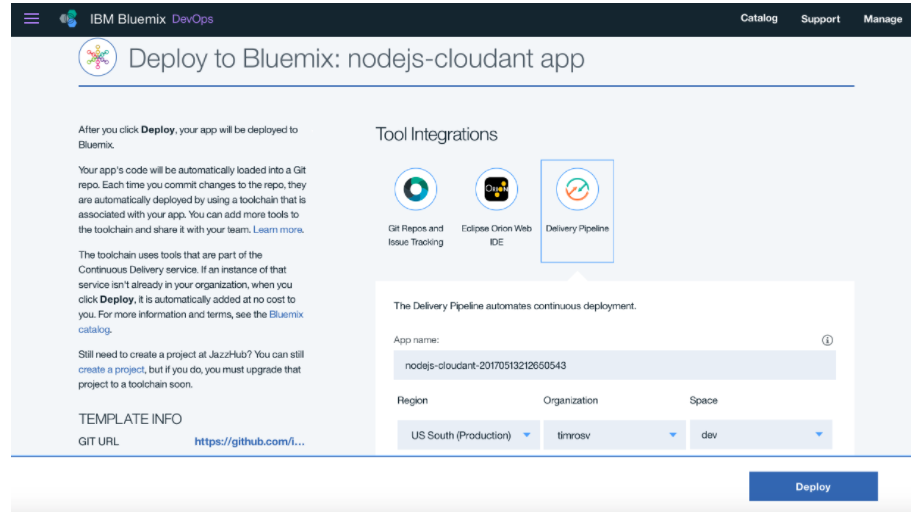 IBM Bluemix DevOps
Catalog
Support
Manage
Deploy to Bluemix: nodejs-cloudant app
After you click Deploy, your app will be deployed to
Bluemix.
Your app's code will be automatically loaded into a Git
repo. Each time you commit changes to the repo, they
are automatically deployed by using a toolchain that is
associated with your app. You can add more tools to
the toolchain and share it with your team. Learn more.
The toolchain uses tools that are part of the
Continuous Delivery service. If an instance of that
service isn't already in your organization, when you
click Deploy, it is automatically added at no cost to
you. For more information and terms, see the Bluemix
catalog.
Still need to create a project at JazzHub? You can still
create a project, but if you do, you must upgrade that
project to a toolchain soon.
TEMPLATE INFO
GIT URL https://github.com/i...
Tool Integrations
Git Repos and
Issue Tracking
ORION
Eclipse Orion Web
IDE
Delivery Pipeline
The Delivery Pipeline automates continuous deployment.
App name:
nodejs-cloudant-20170513212650543
Region
Organization
Space
US South (Production)
timrosv
dev
Deploy